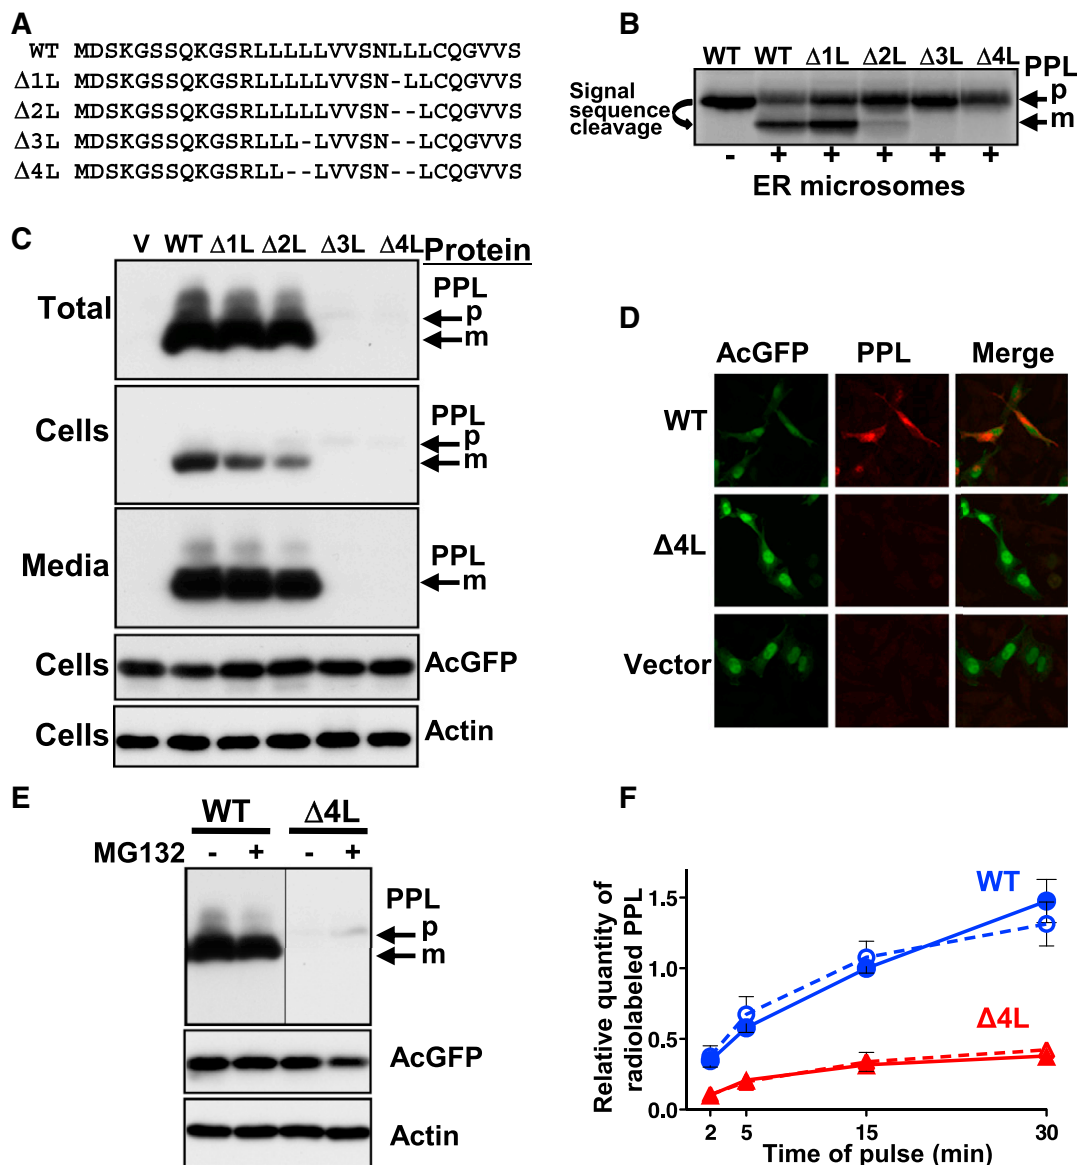 A
WT MDSKGSSQKGSRLLLLLVVSNLLLCQGVVS
Δ1L MDSKGSSQKGSRLLLLLVVSN-LLCQGVVS
Δ2L MDSKGSSQKGSRLLLLLVVSN--LCQGVVS
Δ3L MDSKGSSQKGSRLLL-LVVSN--LCQGVVS
Δ4L MDSKGSSQKGSRLL--LVVSN--LCQGVVS
B
WT WT Δ1L Δ2L Δ3L Δ4L PPL
Signal sequence cleavage
p
m
- + + + + +
ER microsomes
C
V WT Δ1L Δ2L Δ3L Δ4L Protein
Total
PPL
p
m
Cells
PPL
p
m
Media
PPL
m
Cells AcGFP
Cells Actin
D
AcGFP PPL Merge
WT
Δ4L
Vector
E
WT Δ4L
MG132 - + - +
PPL
p
m
AcGFP
Actin
F
Relative quantity of radiolabeled PPL
1.5
1.0
0.5
0.0
WT
Δ4L
2 5 15 30
Time of pulse (min)